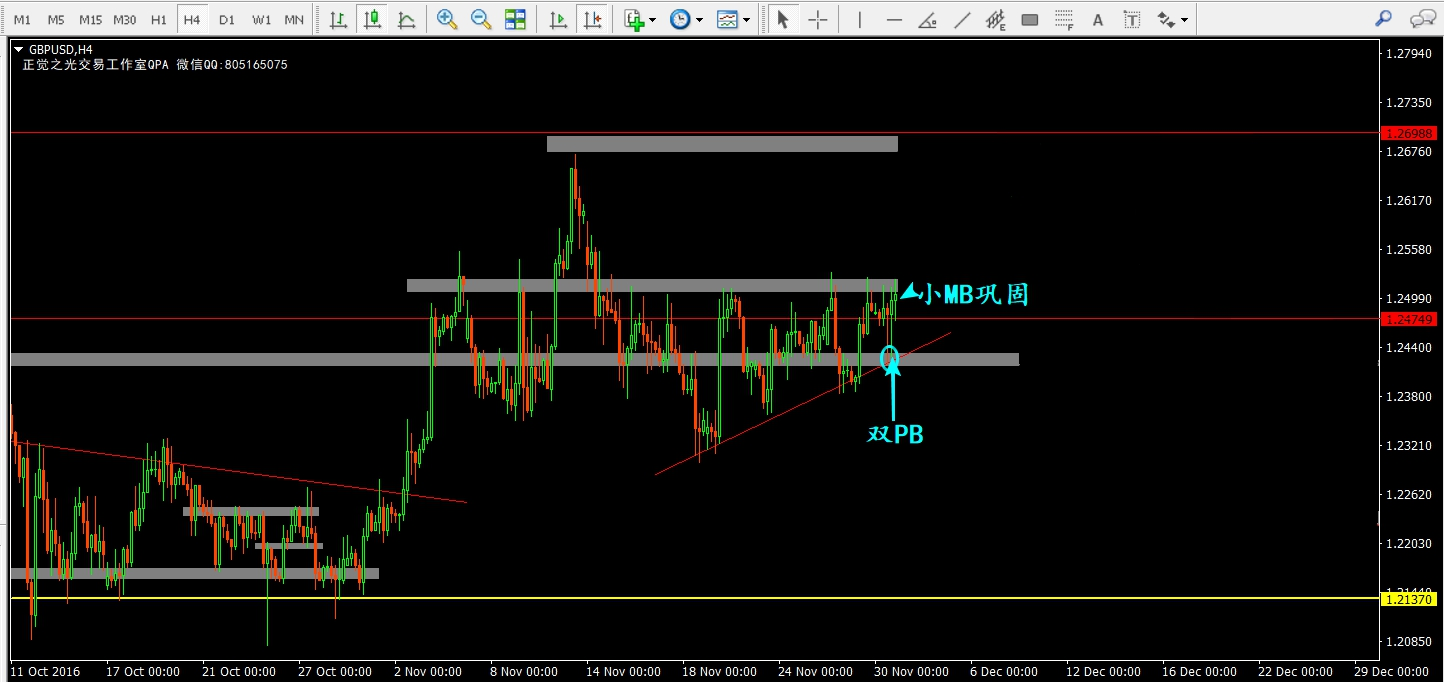 M1 M5 M15 M30 H1 H4 D1 W1 MN
E F A T
GBPUSD,H4
正觉之光交易工作室QPA 微信QQ:805165075
1.27940
1.27350
1.26988
1.26760
1.26170
1.25580
1.24990
小MB巩固
1.24749
1.24400
1.23800
双PB
1.23210
1.22620
1.22030
1.21370
1.20850
11 Oct 2016 17 Oct 00:00 21 Oct 00:00 27 Oct 00:00 2 Nov 00:00 8 Nov 00:00 14 Nov 00:00 18 Nov 00:00 24 Nov 00:00 30 Nov 00:00 6 Dec 00:00 12 Dec 00:00 16 Dec 00:00 22 Dec 00:00 29 Dec 00:00